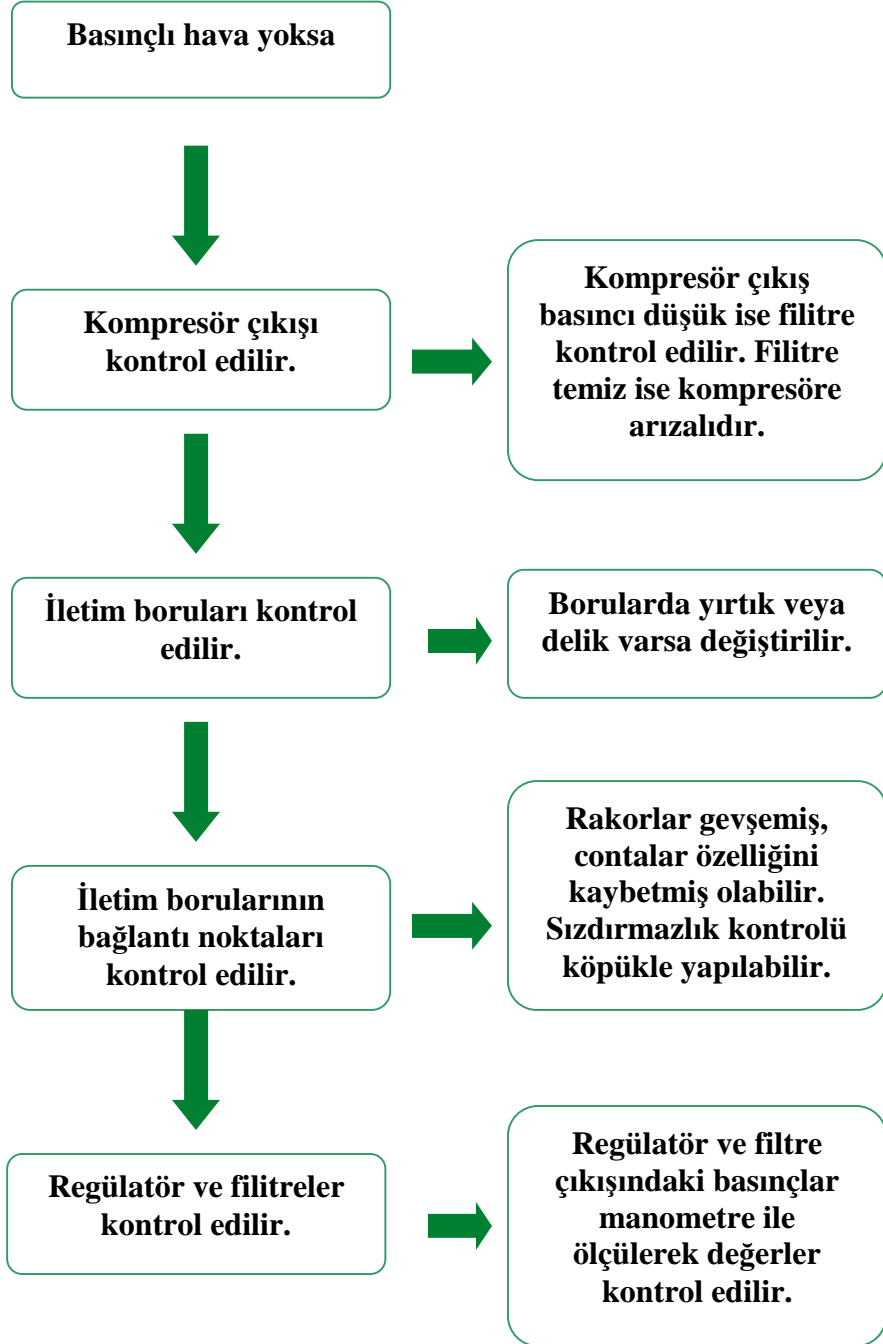 Basınçlı hava yoksa
Kompresör çıkışı
kontrol edilir.
Kompresör çıkış
basıncı düşük ise filitre
kontrol edilir. Filitre
temiz ise kompresöre
arızalıdır.
İletim boruları kontrol
edilir.
Borularda yırtık veya
delik varsa değiştirilir.
İletim borularının
bağlantı noktaları
kontrol edilir.
Rakorlar gevşemiş,
contalar özelliğini
kaybetmiş olabilir.
Sızdırmazlık kontrolü
köpükle yapılabilir.
Regülatör ve filitreler
kontrol edilir.
Regülatör ve filtre
çıkışındaki basınçlar
manometre ile
ölçülerek değerler
kontrol edilir.